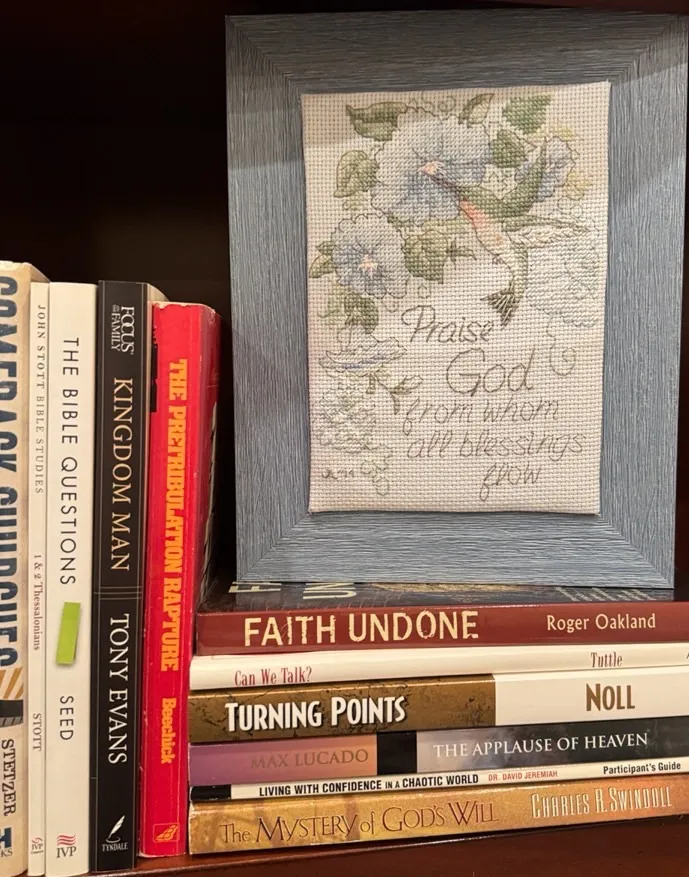 COMEBACK CHURCHES
STETZER
JOHN STOTT BIBLE STUDIES
1 & 2 Thessalonians
STOTT
IVP
THE BIBLE QUESTIONS
SEED
IVP
FOCUS
ON THE
FAMILY
KINGDOM MAN
TONY EVANS
TYNDALE
THE PRETRIBULATION RAPTURE
Beechick
Praise
God
from whom
all blessings
flow
FAITH UNDONE
Roger Oakland
Can We Talk?
Tuttle
TURNING POINTS
NOLL
MAX LUCADO
THE APPLAUSE OF HEAVEN
LIVING WITH CONFIDENCE IN A CHAOTIC WORLD
DR. DAVID JEREMIAH
Participant's Guide
The MYSTERY of GOD'S WILL
CHARLES R. SWINDOLL